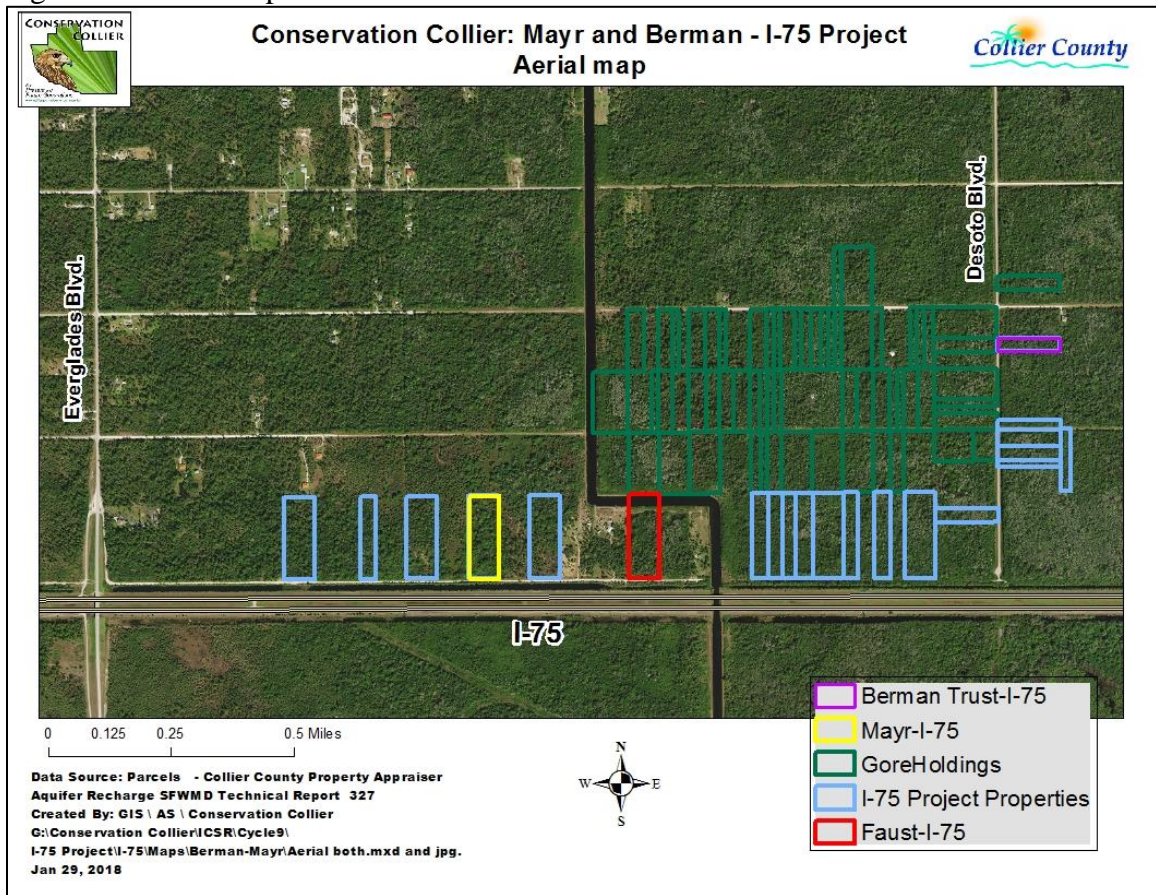 CONSERVATION
COLLIER
Conservation Collier: Mayr and Berman - I-75 Project
Aerial map
Collier County
Everglades Blvd.
Desoto Blvd.
I-75
Berman Trust-I-75
Mayr-I-75
GoreHoldings
I-75 Project Properties
Faust-I-75
0 0.125 0.25 0.5 Miles
N
W E
S
Data Source: Parcels - Collier County Property Appraiser
Aquifer Recharge SFWMD Technical Report 327
Created By: GIS \ AS \ Conservation Collier
G:\Conservation Collier\ICSR\Cycle9\
I-75 Project\I-75\Maps\Berman-Mayr\Aerial both.mxd and jpg.
Jan 29, 2018